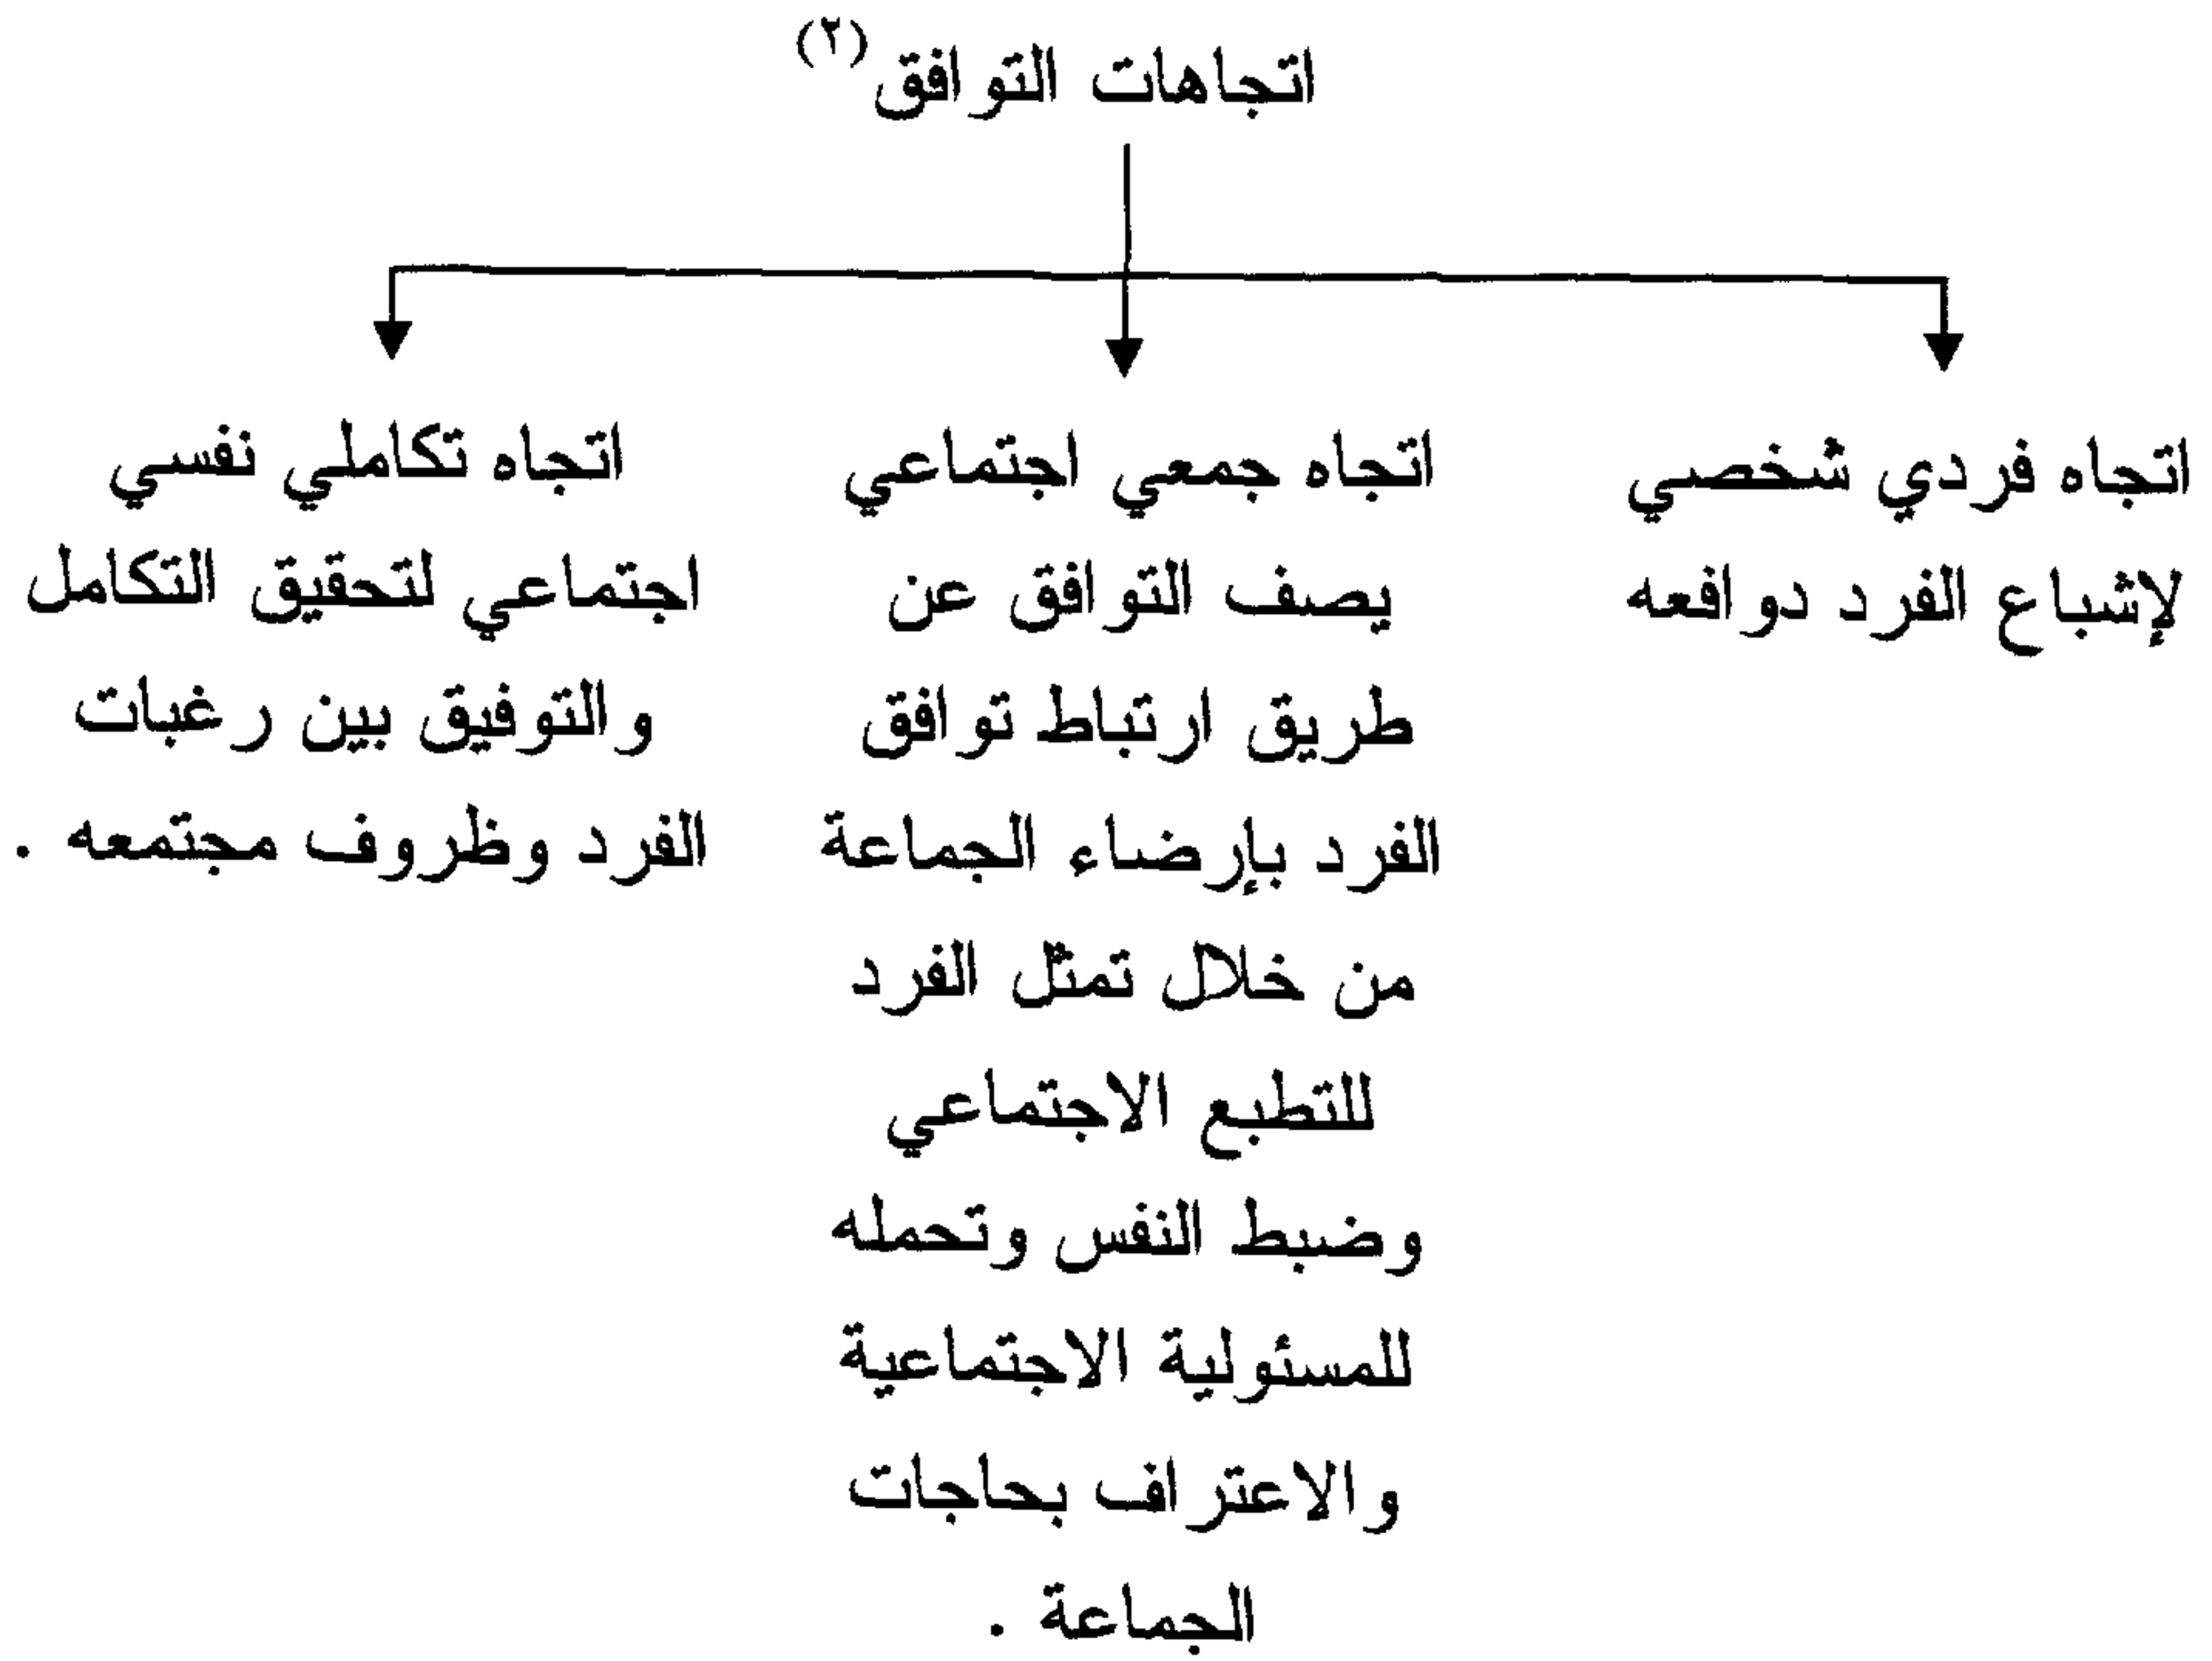 اتجاهات التوافق(٢)
اتجاه فردي شخصي
لإشباع الفرد دوافعه
اتجاه جمعي اجتماعي
يصف التوافق عن
طريق ارتباط توافق
الفرد بإرضاء الجماعة
من خلال تمثل الفرد
للتطبع الاجتماعي
وضبط النفس وتحمله
للمسئولية الاجتماعية
والاعتراف بحاجات
الجماعة .
اتجاه تكاملي نفسي
اجتماعي لتحقيق التكامل
والتوفيق بين رغبات
الفرد وظروف مجتمعه .